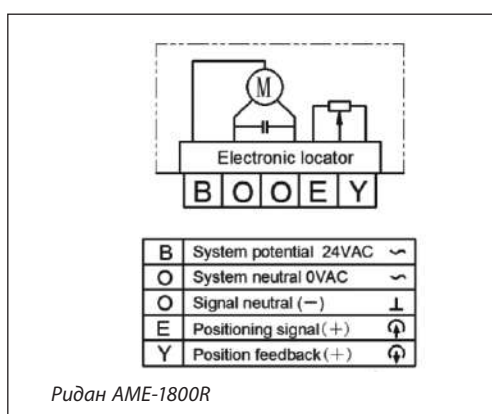 M
Electronic locator
B O O E Y
B System potential 24VAC ~
O System neutral 0VAC ~
O Signal neutral (−) ⊥
E Positioning signal (+)
Y Position feedback (+)
Ридан AME-1800R